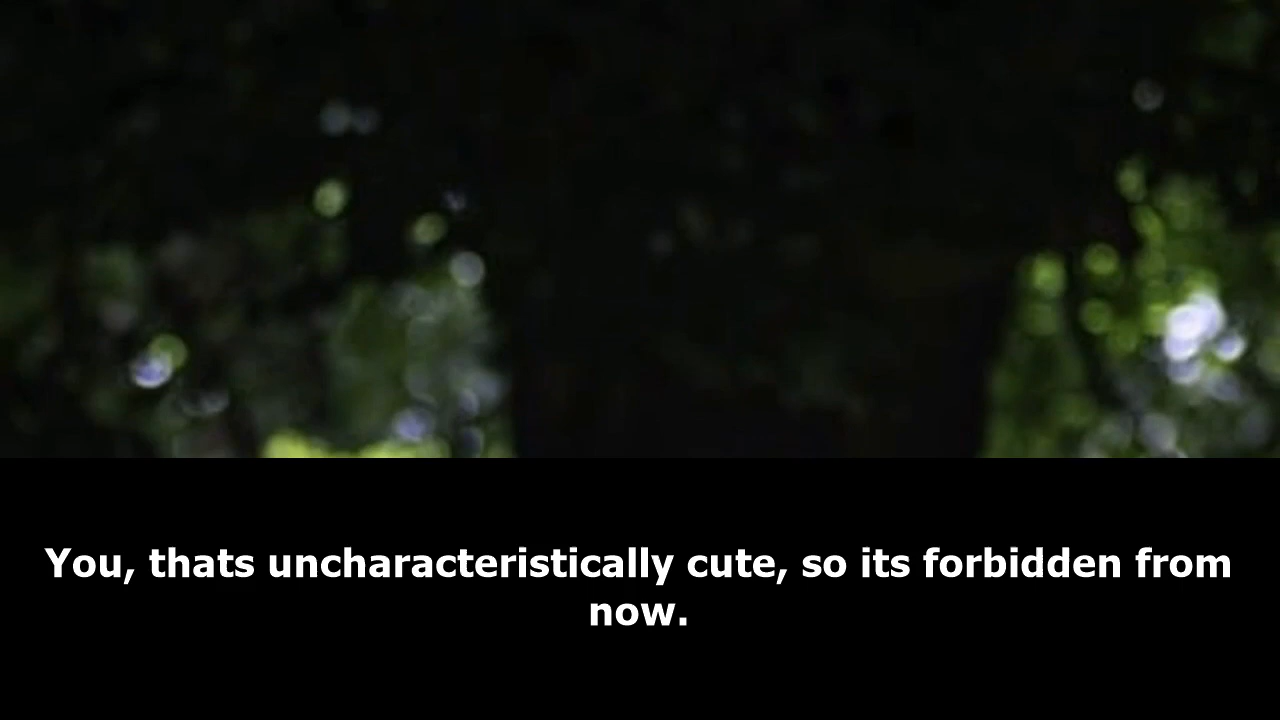 You, thats uncharacteristically cute, so its forbidden from
now.